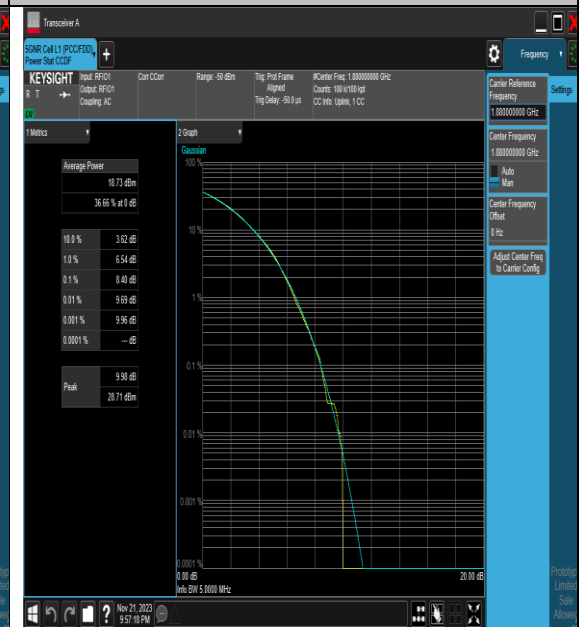 Transceiver A
5GNR Cell L1 (PCC/FDD),
Power Stat CCDF
+
Frequency
KEYSIGHT
R T
Input: RFIO1
Output: RFIO1
Coupling: AC
Corr CCorr
Range: -50 dBm
Trig: Prot Frame
Aligned
Trig Delay: -50.0 µs
#Center Freq: 1.880000000 GHz
Counts: 100 k/100 kpt
CC Info: Uplink, 1 CC
Carrier Reference
Frequency
1.880000000 GHz
Settings
Center Frequency
1.880000000 GHz
Auto
Man
Center Frequency
Offset
0 Hz
Adjust Center Freq
to Carrier Config
1 Metrics
Average Power
18.73 dBm
36.66 % at 0 dB
10.0 % 3.62 dB
1.0 % 6.54 dB
0.1 % 8.40 dB
0.01 % 9.69 dB
0.001 % 9.96 dB
0.0001 % --- dB
Peak 9.98 dB
28.71 dBm
2 Graph
Gaussian
100 %
10 %
1 %
0.1 %
0.01 %
0.001 %
0.0001 %
0.00 dB 20.00 dB
Info BW 5.0000 MHz
Nov 21, 2023
9:57:18 PM
?